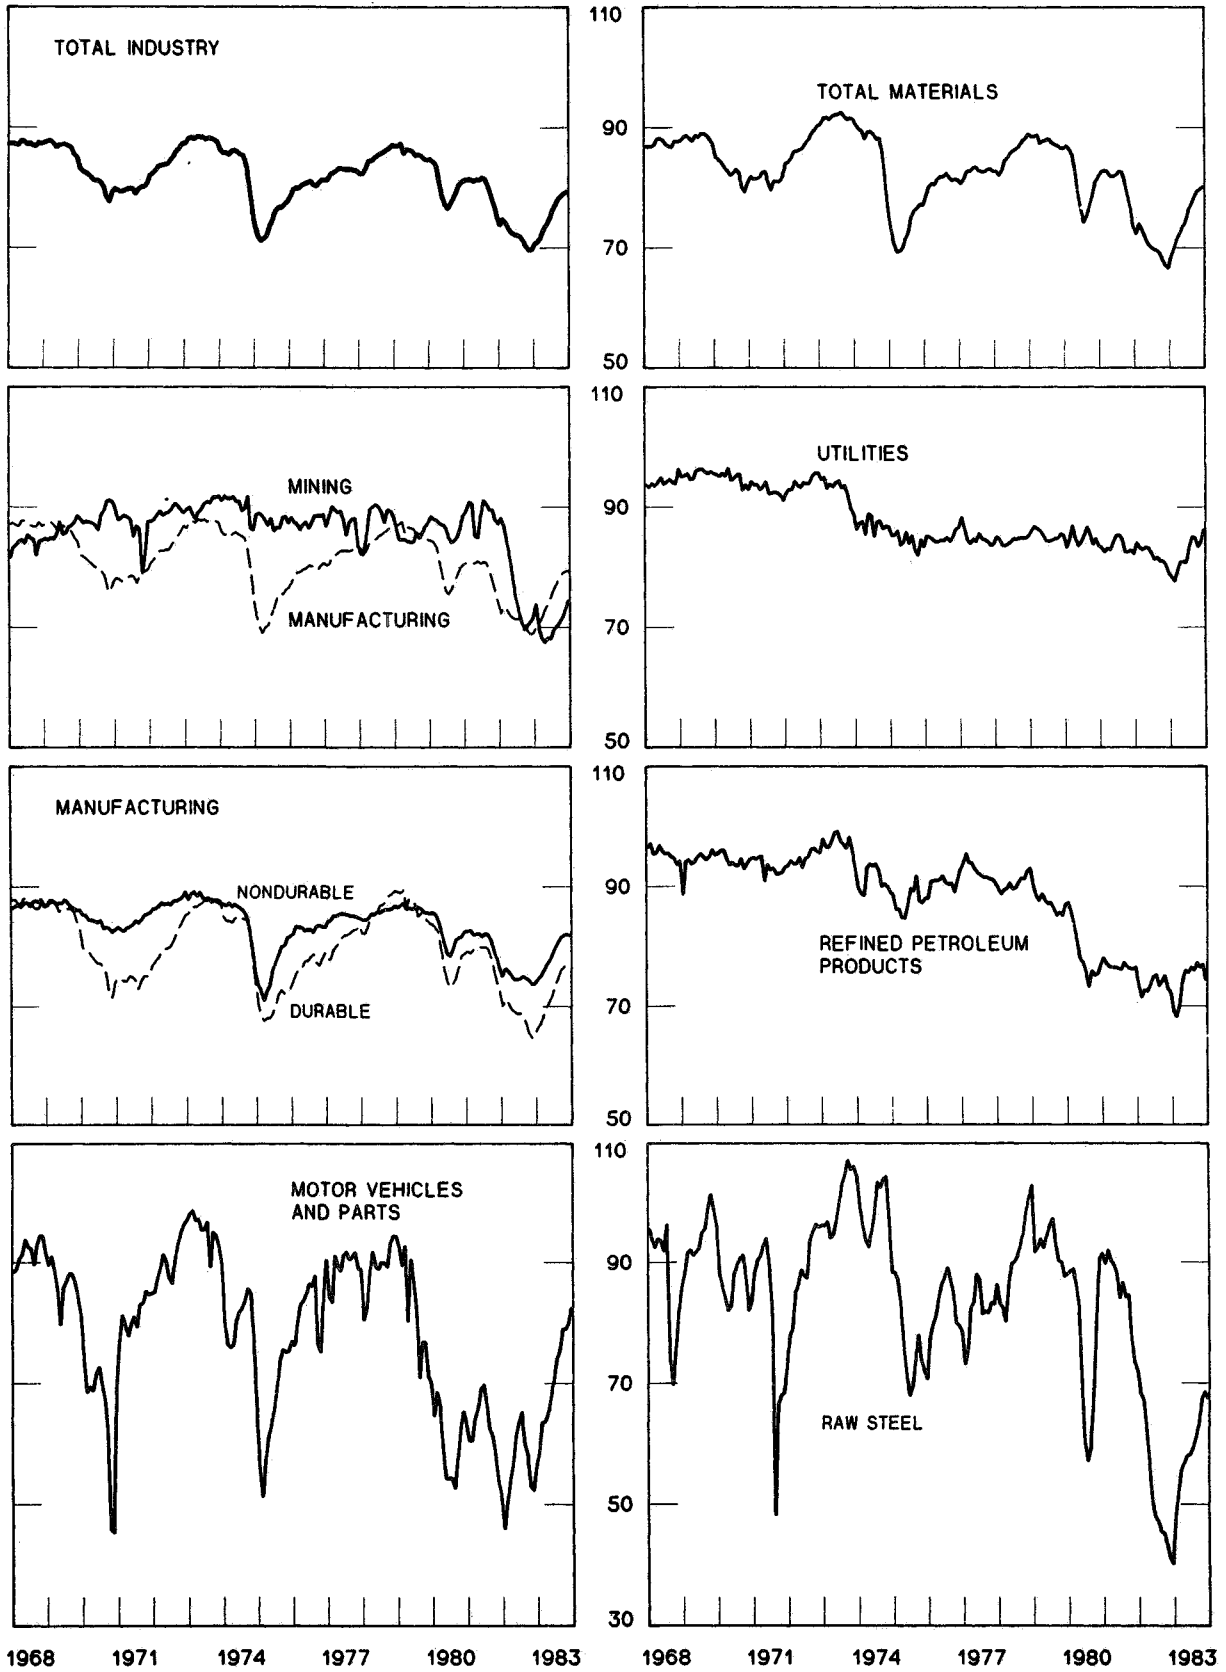 TOTAL INDUSTRY
110
TOTAL MATERIALS
90
70
50
MINING
MANUFACTURING
110
UTILITIES
90
70
50
MANUFACTURING
NONDURABLE
DURABLE
110
90
REFINED PETROLEUM
PRODUCTS
70
50
MOTOR VEHICLES
AND PARTS
110
90
70
RAW STEEL
50
30
1968 1971 1974 1977 1980 1983
1968 1971 1974 1977 1980 1983